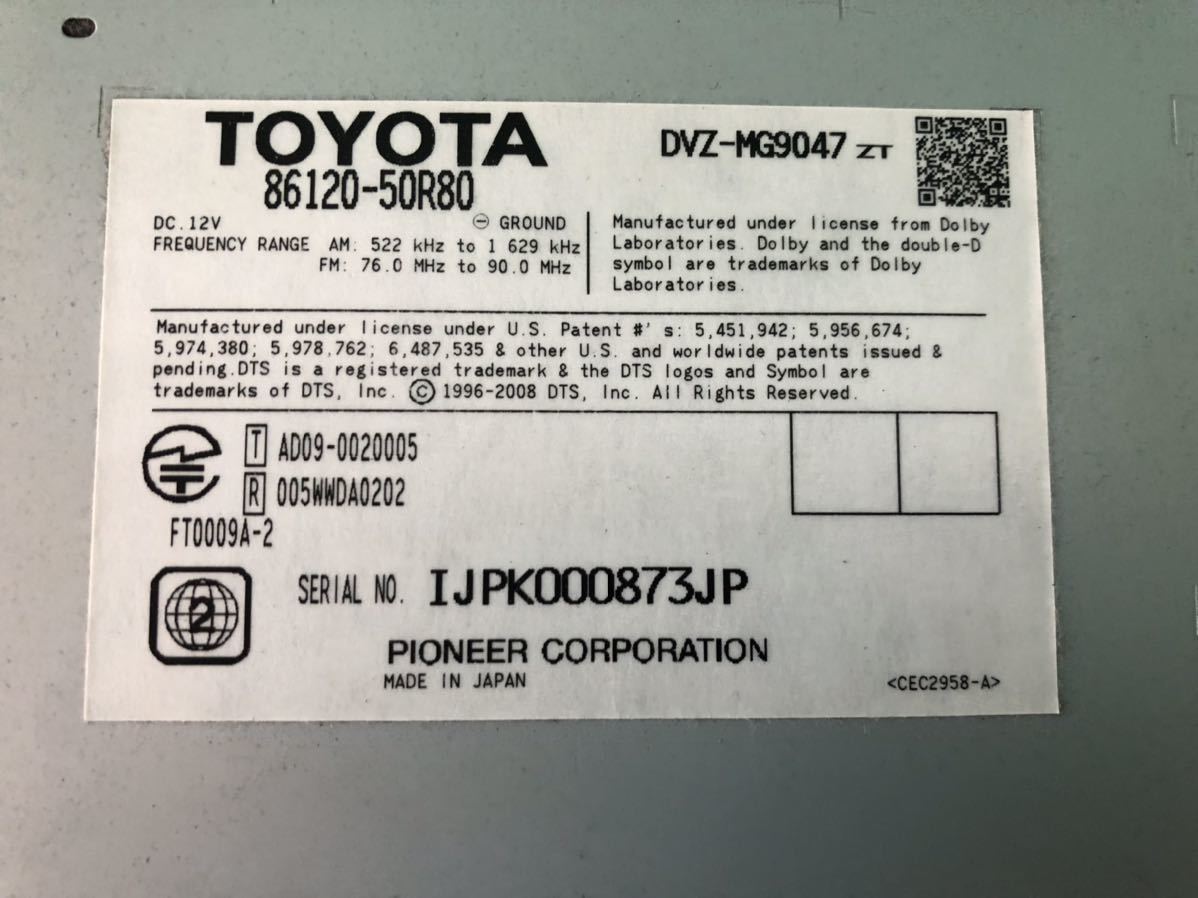 TOYOTA
86120-50R80
DVZ-MG9047 ZT
DC. 12V ⊖ GROUND
FREQUENCY RANGE AM: 522 kHz to 1 629 kHz
FM: 76.0 MHz to 90.0 MHz
Manufactured under license from Dolby
Laboratories. Dolby and the double-D
symbol are trademarks of Dolby
Laboratories.
Manufactured under license under U.S. Patent #' s: 5,451,942; 5,956,674;
5,974,380; 5,978,762; 6,487,535 & other U.S. and worldwide patents issued &
pending.DTS is a registered trademark & the DTS logos and Symbol are
trademarks of DTS, Inc. © 1996-2008 DTS, Inc. All Rights Reserved.
T AD09-0020005
R 005WWDA0202
FT0009A-2
2
SERIAL NO. IJPK000873JP
PIONEER CORPORATION
MADE IN JAPAN
<CEC2958-A>